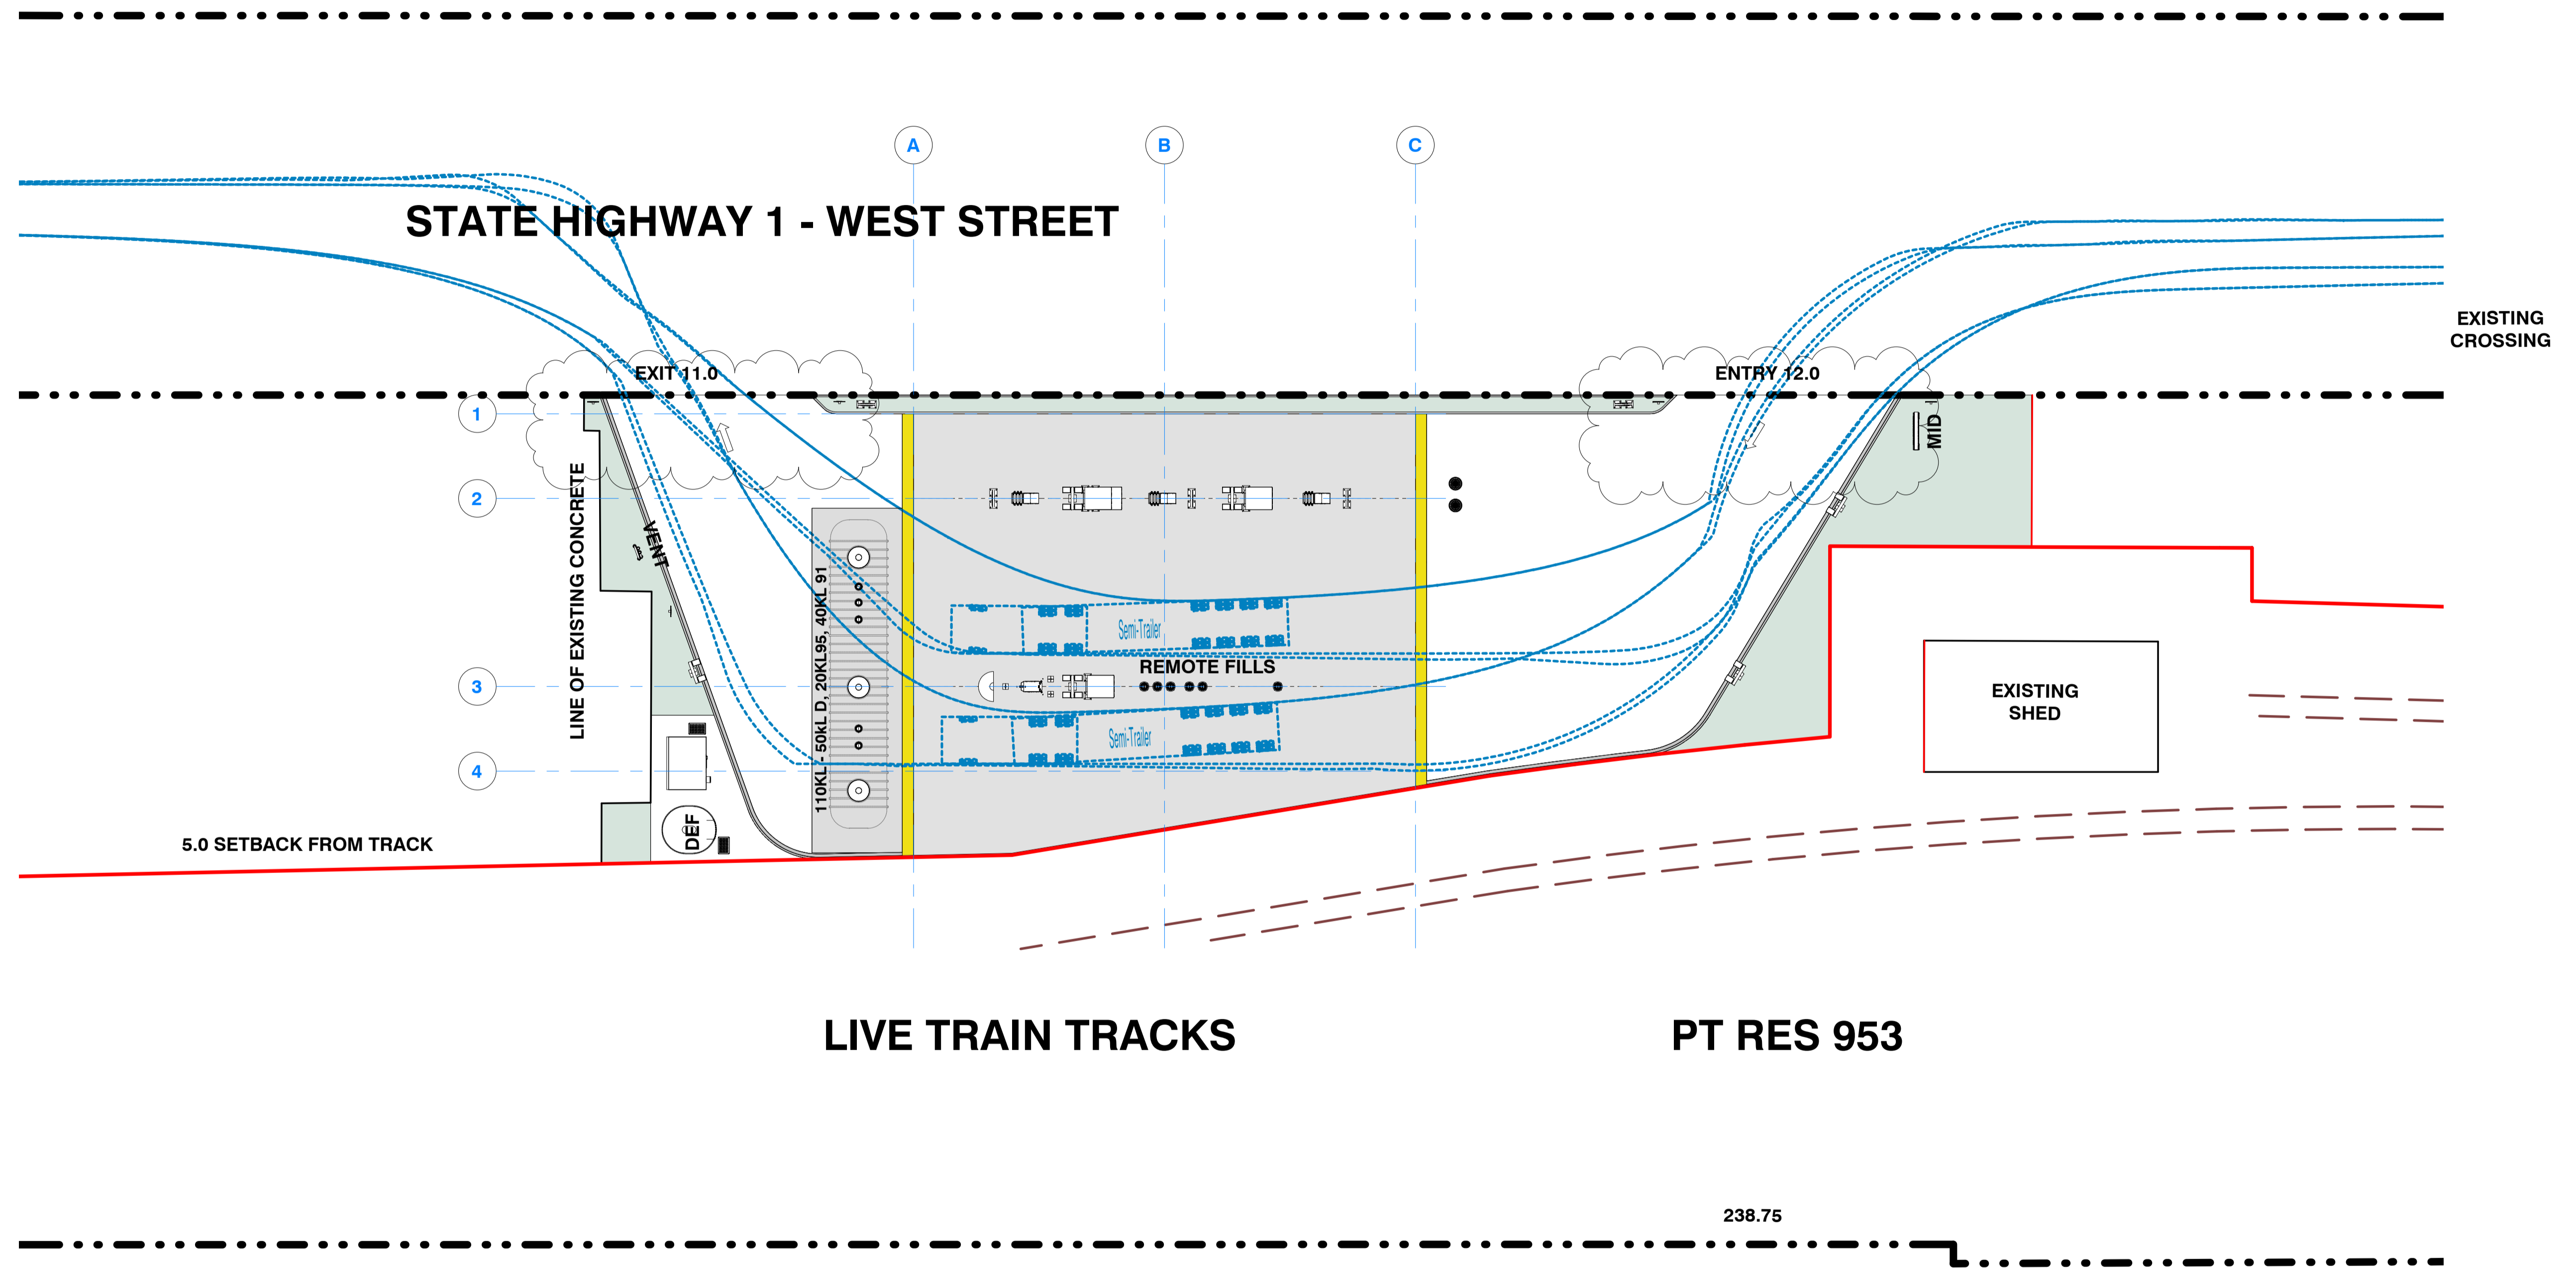 A
B
C
STATE HIGHWAY 1 - WEST STREET
EXISTING
CROSSING
EXIT 11.0
ENTRY 12.0
1
MID
2
LINE OF EXISTING CONCRETE
VENT
110KL - 50kL D, 20KL95, 40KL 91
Semi-Trailer
REMOTE FILLS
3
EXISTING
SHED
Semi-Trailer
4
DEF
5.0 SETBACK FROM TRACK
LIVE TRAIN TRACKS
PT RES 953
238.75